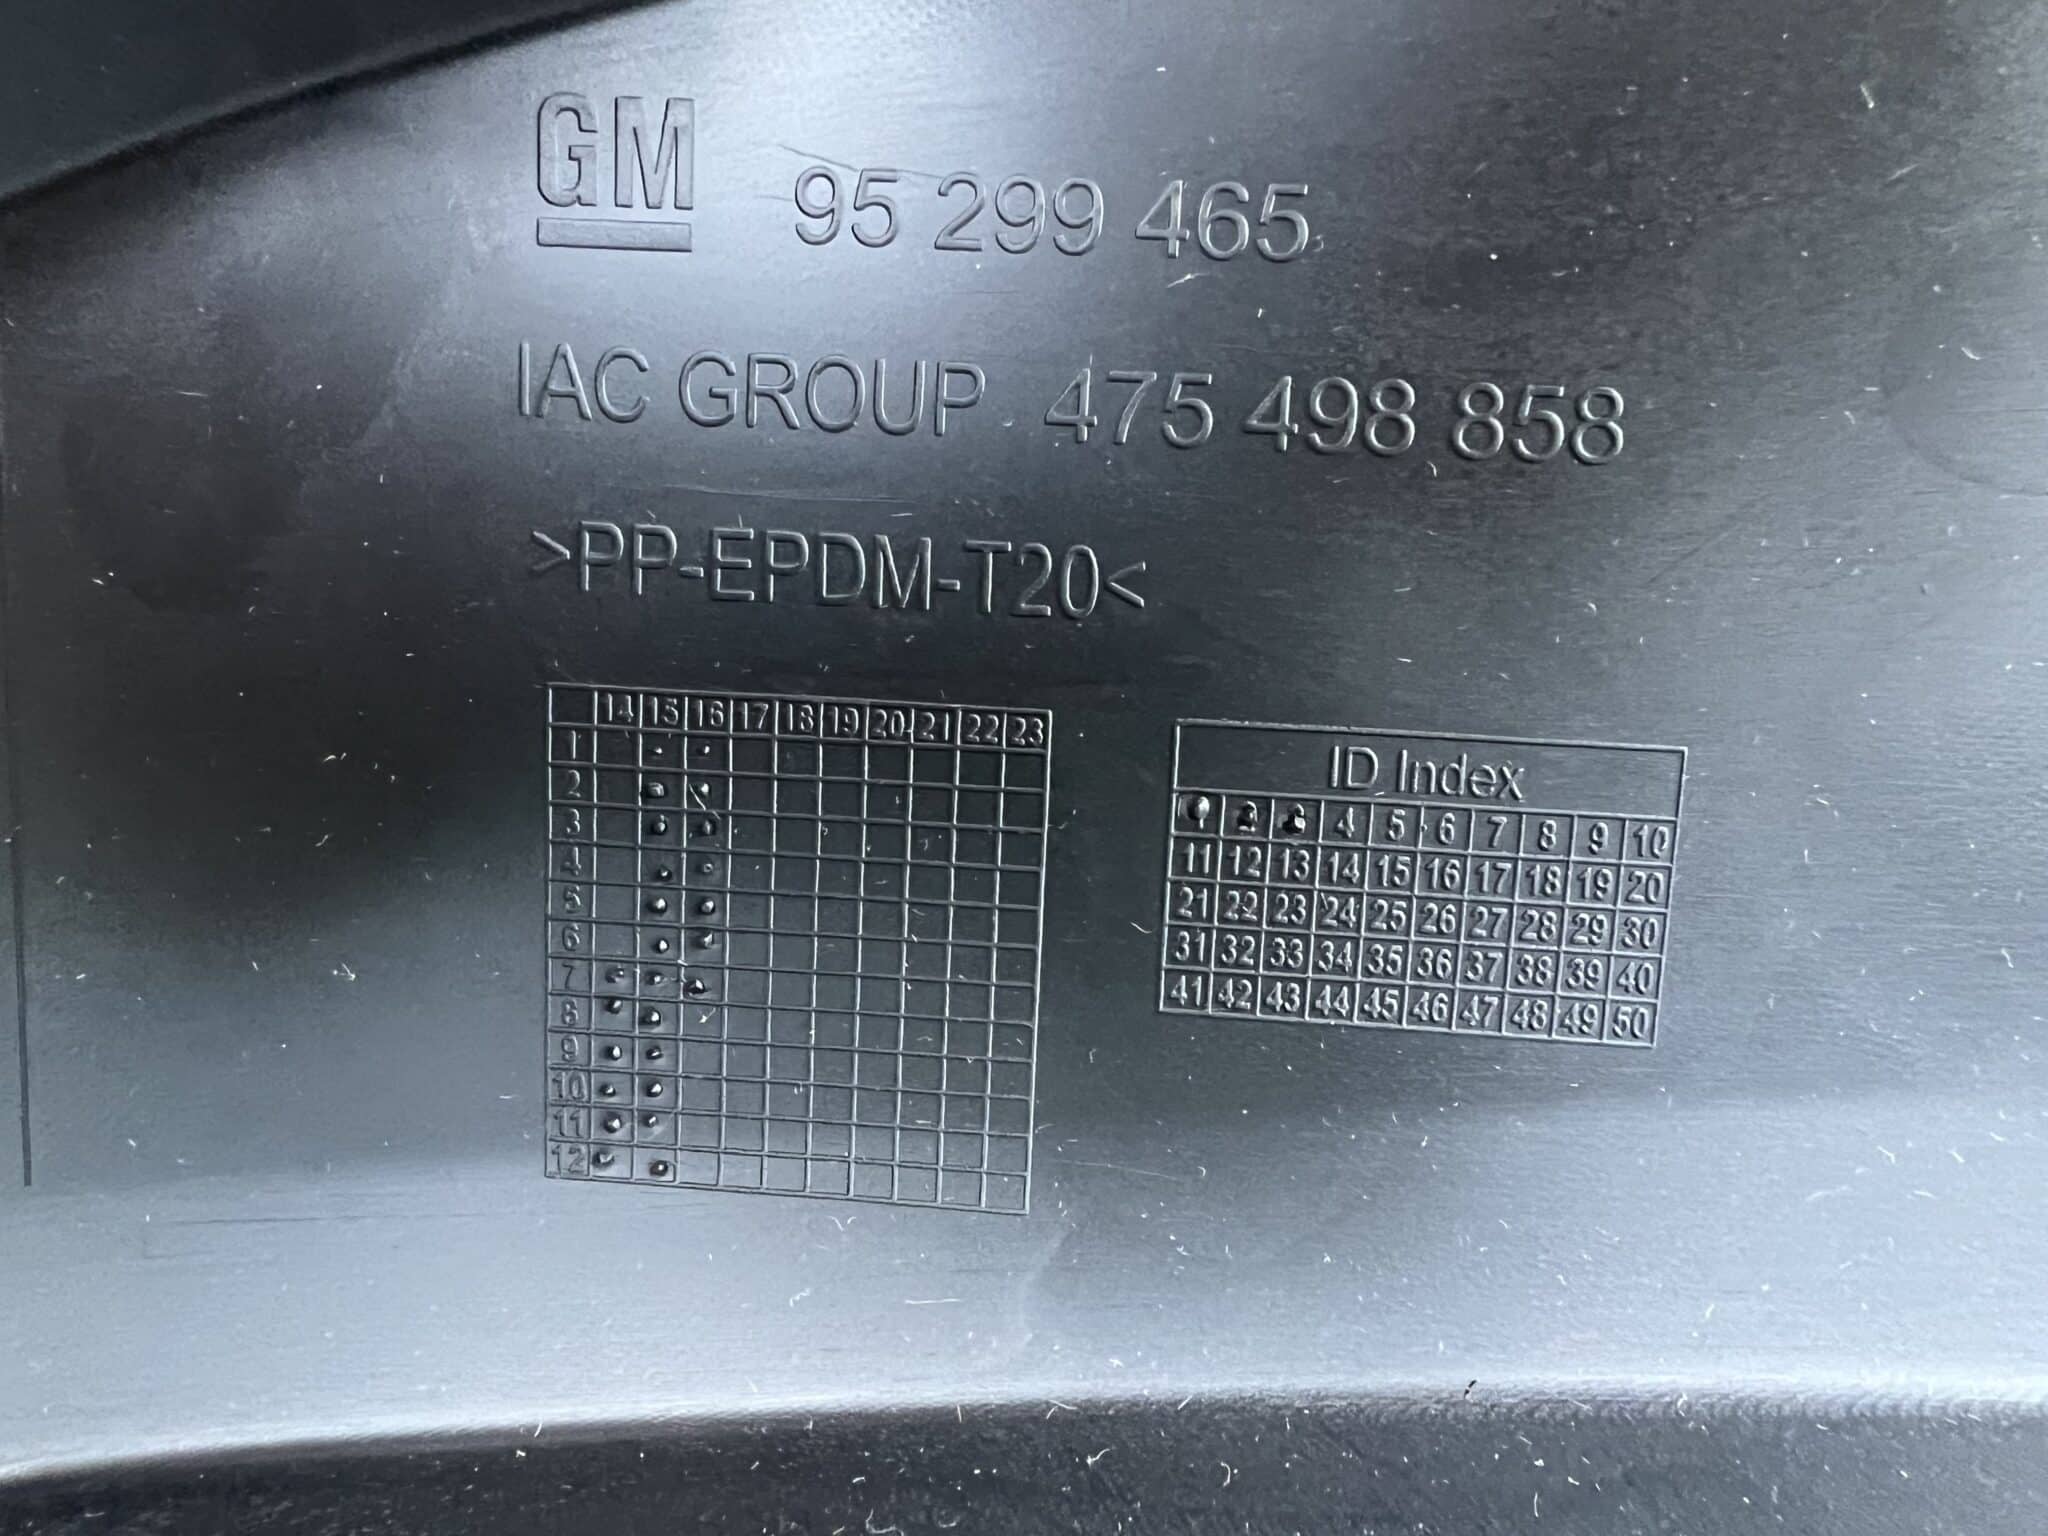 GM 95 299 465
IAC GROUP 475 498 858
>PP-EPDM-T20<
14 15 16 17 18 19 20 21 22 23
1
2
3
4
5
6
7
8
9
10
11
12
ID Index
1 2 3 4 5 6 7 8 9 10
11 12 13 14 15 16 17 18 19 20
21 22 23 24 25 26 27 28 29 30
31 32 33 34 35 36 37 38 39 40
41 42 43 44 45 46 47 48 49 50